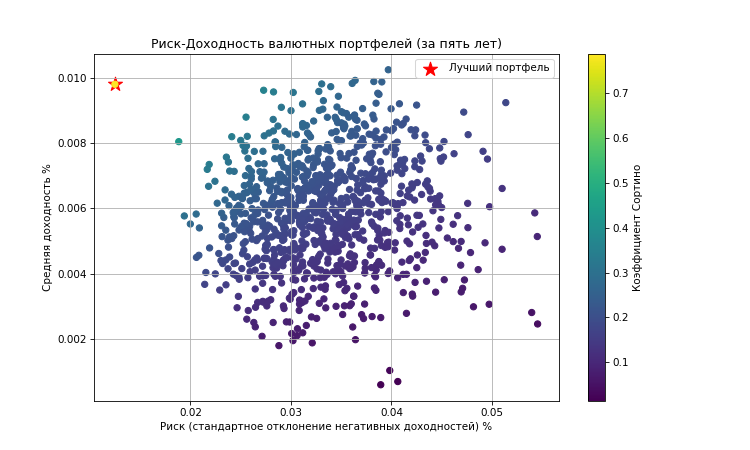 Риск-Доходность валютных портфелей (за пять лет)
Лучший портфель
0.010
0.008
0.006
0.004
0.002
Средняя доходность %
0.02 0.03 0.04 0.05
Риск (стандартное отклонение негативных доходностей) %
0.7
0.6
0.5
0.4
0.3
0.2
0.1
Коэффициент Сортино